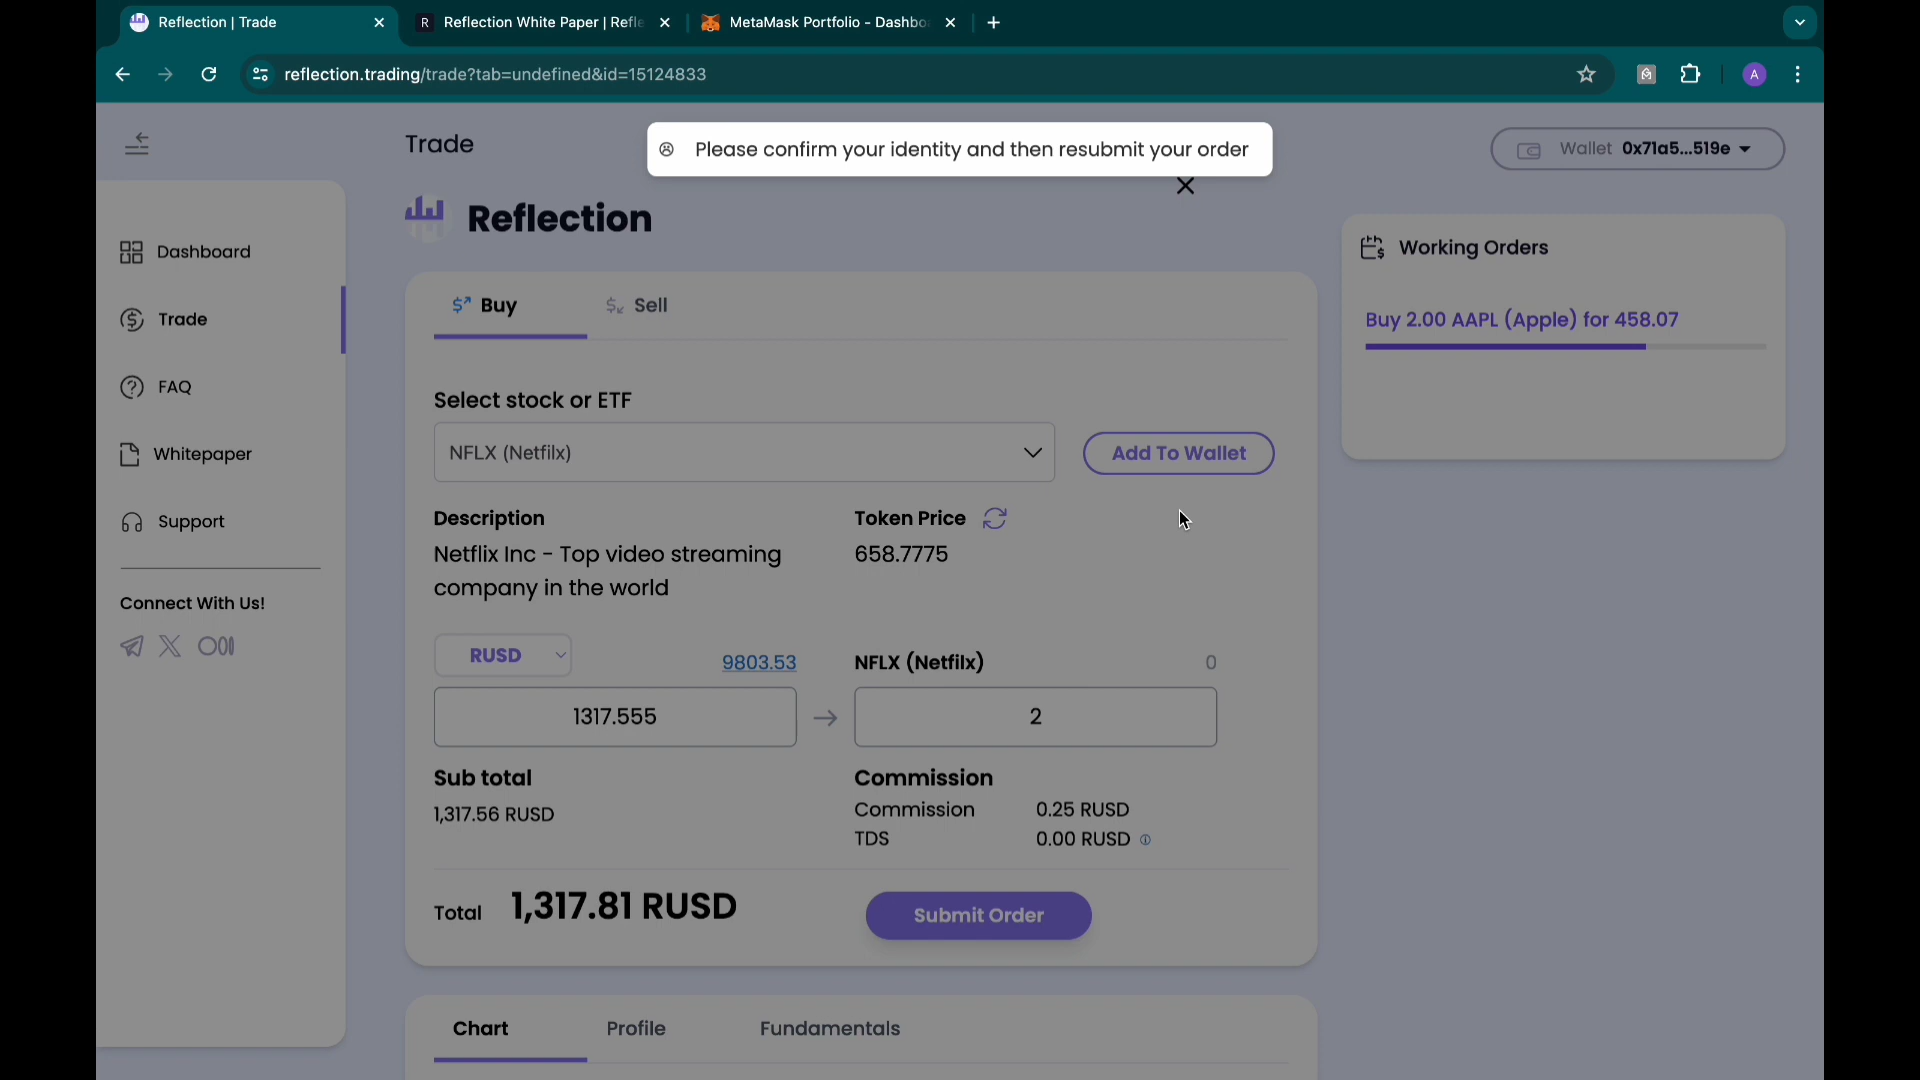 Reflection | Trade
Reflection White Paper | Refle
MetaMask Portfolio - Dashbo
reflection.trading/trade?tab=undefined&id=15124833
A
Trade
Please confirm your identity and then resubmit your order
Wallet 0x71a5...519e
Reflection
Dashboard
Trade
FAQ
Whitepaper
Support
Connect With Us!
Buy
Sell
Select stock or ETF
NFLX (Netfilx)
Add To Wallet
Description
Netflix Inc - Top video streaming
company in the world
Token Price
658.7775
RUSD
9803.53
NFLX (Netfilx)
0
1317.555
2
Sub total
1,317.56 RUSD
Commission
Commission 0.25 RUSD
TDS 0.00 RUSD
Total 1,317.81 RUSD
Submit Order
Chart
Profile
Fundamentals
Working Orders
Buy 2.00 AAPL (Apple) for 458.07